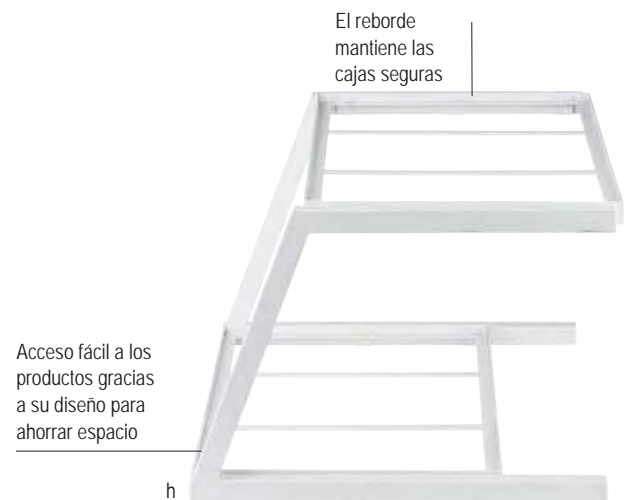 El reborde
mantiene las
cajas seguras
Acceso fácil a los
productos gracias
a su diseño para
ahorrar espacio
h